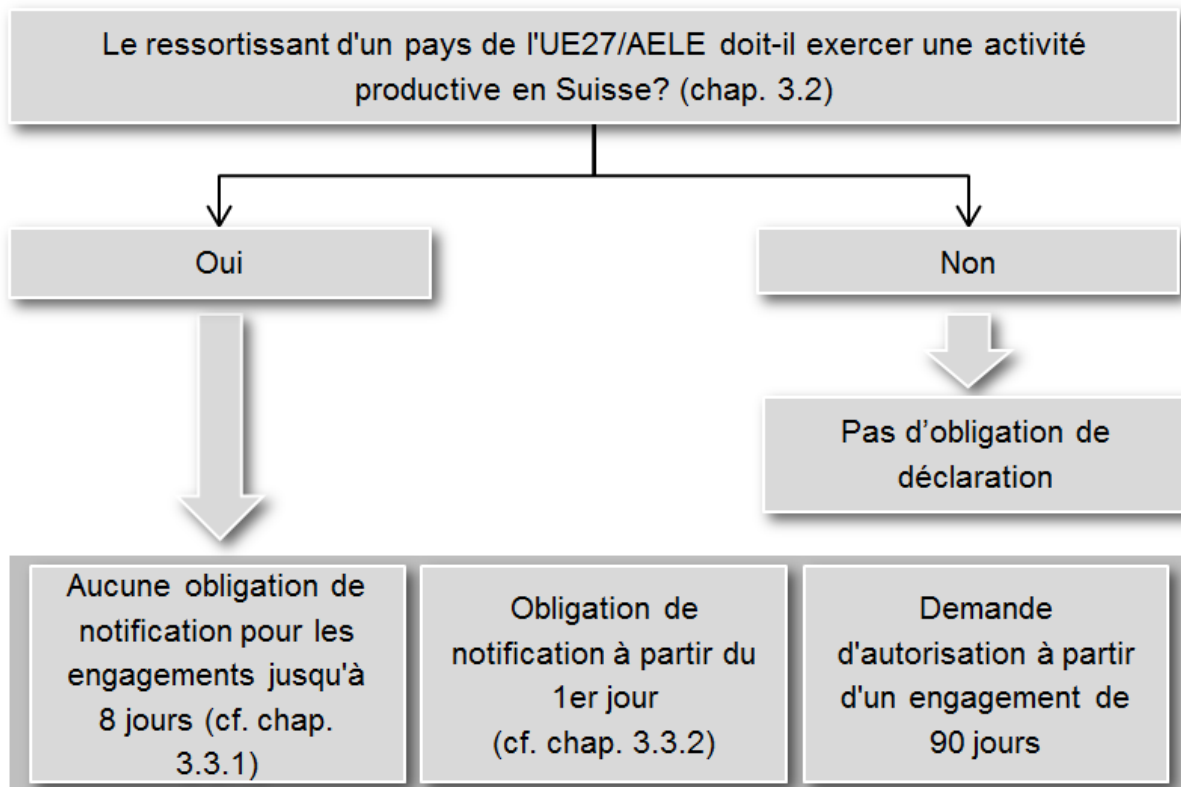 Le ressortissant d'un pays de l'UE27/AELE doit-il exercer une activité
productive en Suisse? (chap. 3.2)
Oui
Non
Pas d’obligation de
déclaration
Aucune obligation de
notification pour les
engagements jusqu'à
8 jours (cf. chap.
3.3.1)
Obligation de
notification à partir du
1er jour
(cf. chap. 3.3.2)
Demande
d'autorisation à partir
d'un engagement de
90 jours